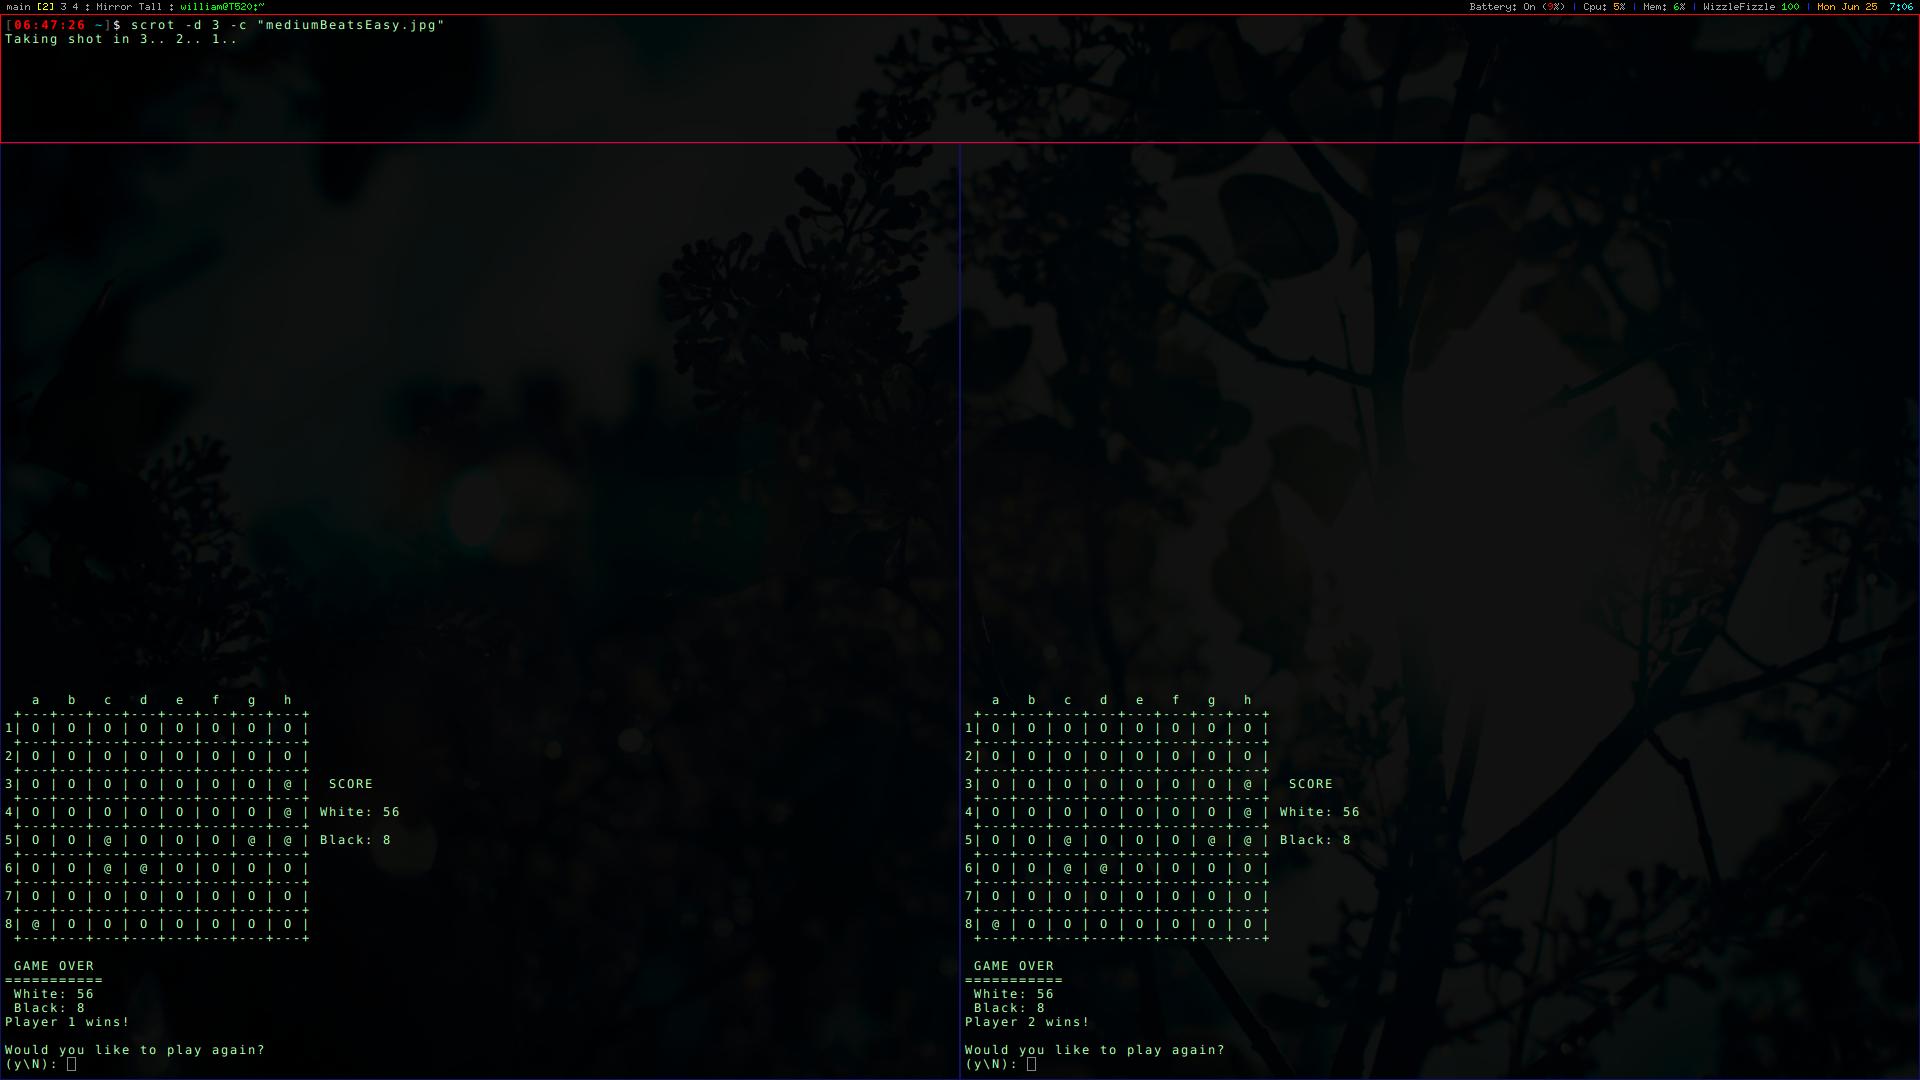 main [2] 3 4 : Mirror Tall : william@T520:~ Battery: On (9%) | Cpu: 5% | Mem: 6% | WizzleFizzle 100 | Mon Jun 25 7:06
[06:47:26 ~]$ scrot -d 3 -c "mediumBeatsEasy.jpg"
Taking shot in 3.. 2.. 1..
   a   b   c   d   e   f   g   h
 +---+---+---+---+---+---+---+---+
1| O | O | O | O | O | O | O | O |
 +---+---+---+---+---+---+---+---+
2| O | O | O | O | O | O | O | O |
 +---+---+---+---+---+---+---+---+
3| O | O | O | O | O | O | O | @ |  SCORE
 +---+---+---+---+---+---+---+---+
4| O | O | O | O | O | O | O | @ | White: 56
 +---+---+---+---+---+---+---+---+
5| O | O | @ | O | O | O | @ | @ | Black: 8
 +---+---+---+---+---+---+---+---+
6| O | O | @ | @ | O | O | O | O |
 +---+---+---+---+---+---+---+---+
7| O | O | O | O | O | O | O | O |
 +---+---+---+---+---+---+---+---+
8| @ | O | O | O | O | O | O | O |
 +---+---+---+---+---+---+---+---+
 GAME OVER
===========
 White: 56
 Black: 8
Player 1 wins!
Would you like to play again?
(y\N):
   a   b   c   d   e   f   g   h
 +---+---+---+---+---+---+---+---+
1| O | O | O | O | O | O | O | O |
 +---+---+---+---+---+---+---+---+
2| O | O | O | O | O | O | O | O |
 +---+---+---+---+---+---+---+---+
3| O | O | O | O | O | O | O | @ |  SCORE
 +---+---+---+---+---+---+---+---+
4| O | O | O | O | O | O | O | @ | White: 56
 +---+---+---+---+---+---+---+---+
5| O | O | @ | O | O | O | @ | @ | Black: 8
 +---+---+---+---+---+---+---+---+
6| O | O | @ | @ | O | O | O | O |
 +---+---+---+---+---+---+---+---+
7| O | O | O | O | O | O | O | O |
 +---+---+---+---+---+---+---+---+
8| @ | O | O | O | O | O | O | O |
 +---+---+---+---+---+---+---+---+
 GAME OVER
===========
 White: 56
 Black: 8
Player 2 wins!
Would you like to play again?
(y\N):